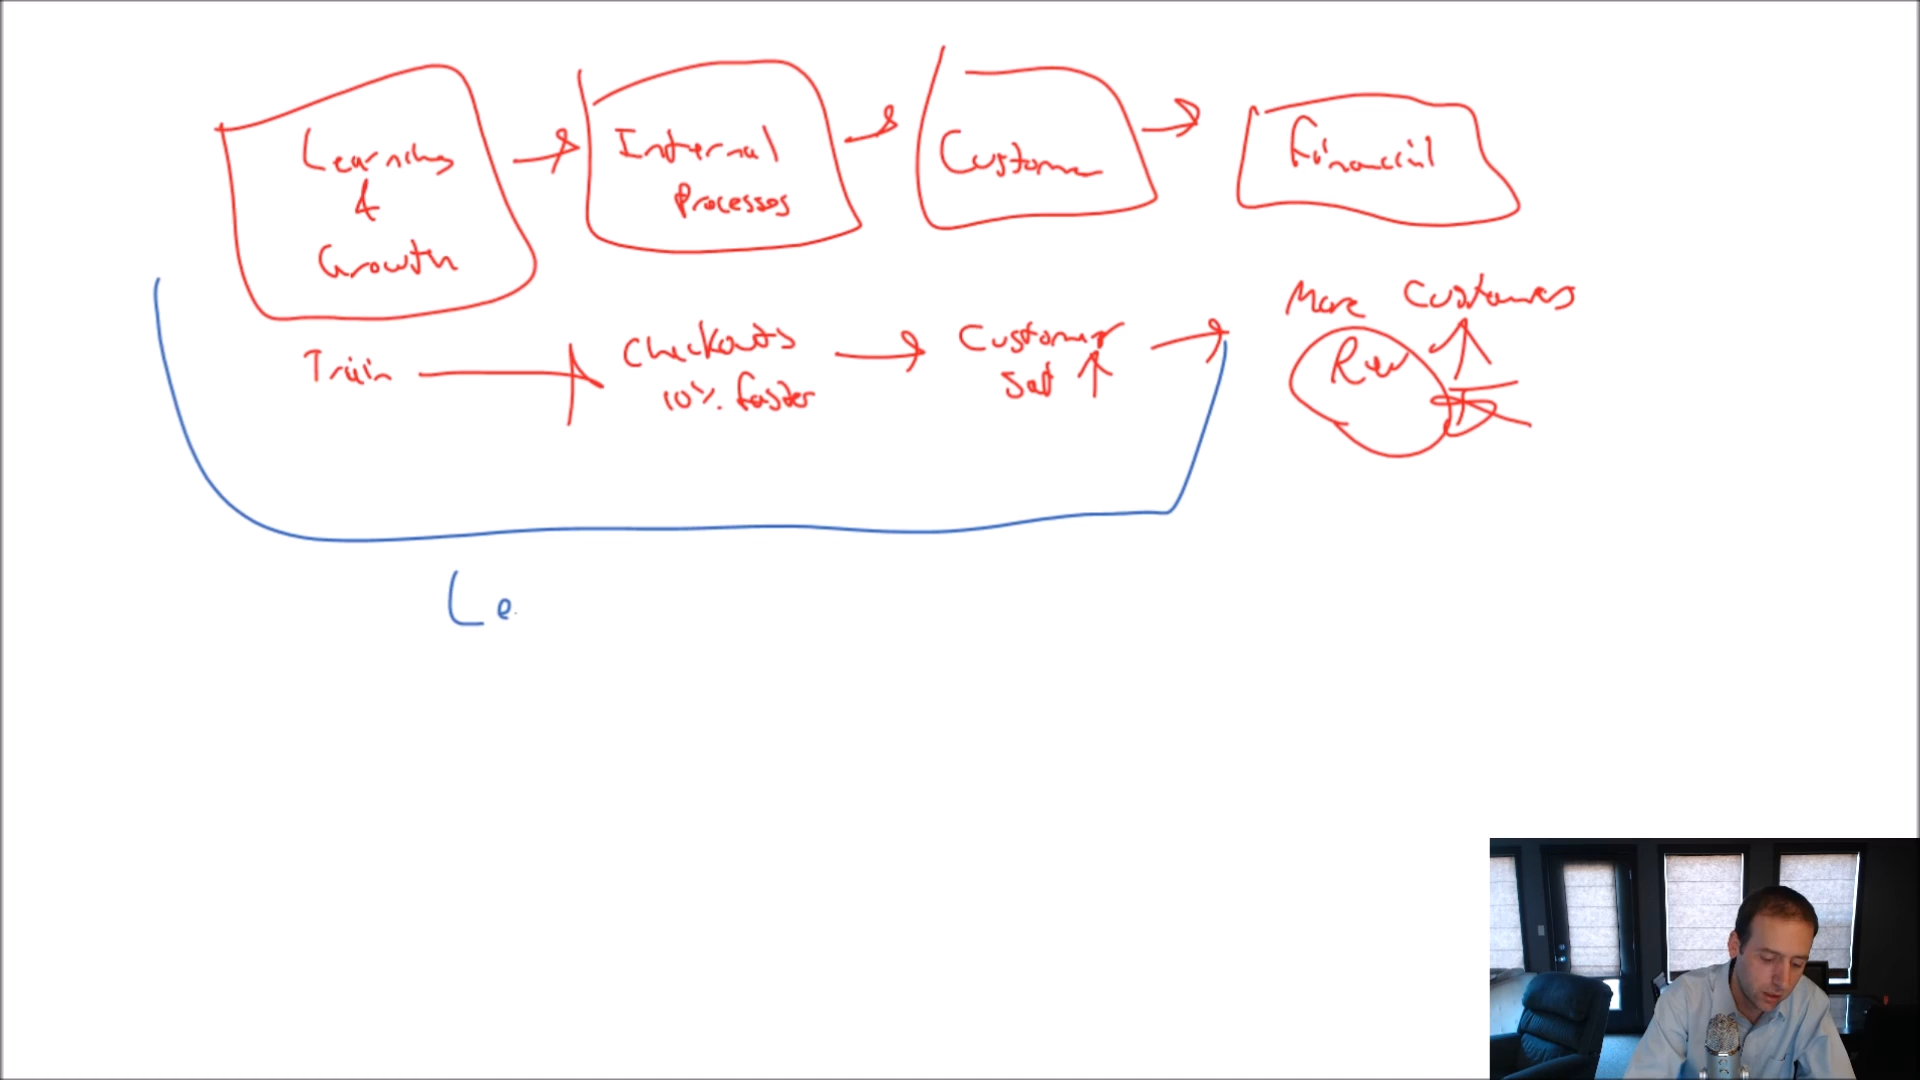 Learning
&
Growth
Internal
Processes
Customer
Financial
Train
Checkouts
10% faster
Customer
Sat ↑
More Customers
Rev
Le